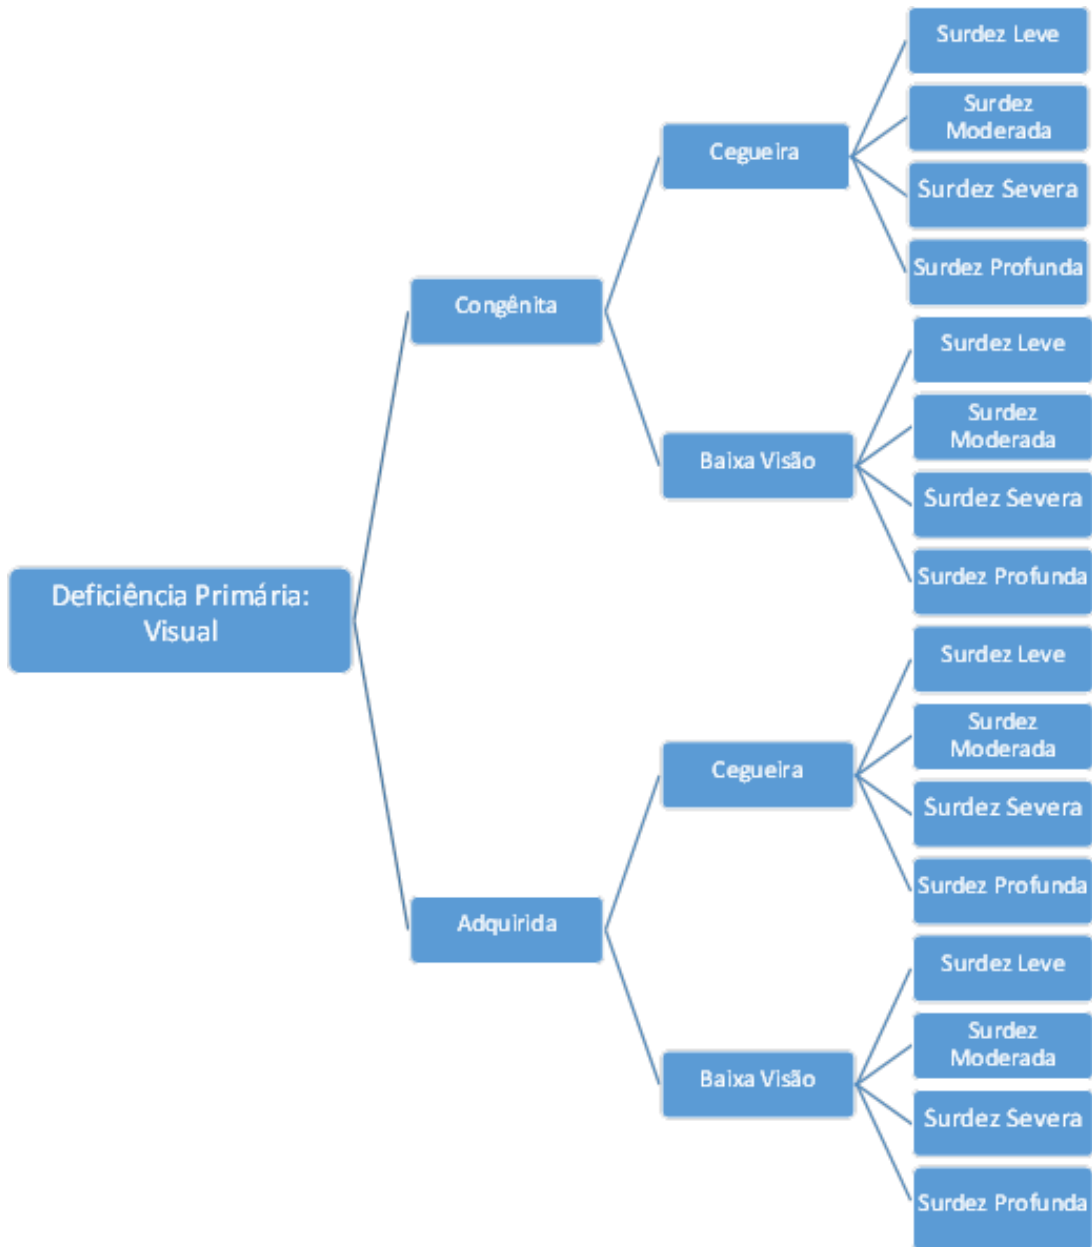 Deficiência Primária:
Visual
Congênita
Cegueira
Surdez Leve
Surdez
Moderada
Surdez Severa
Surdez Profunda
Baixa Visão
Surdez Leve
Surdez
Moderada
Surdez Severa
Surdez Profunda
Adquirida
Cegueira
Surdez Leve
Surdez
Moderada
Surdez Severa
Surdez Profunda
Baixa Visão
Surdez Leve
Surdez
Moderada
Surdez Severa
Surdez Profunda